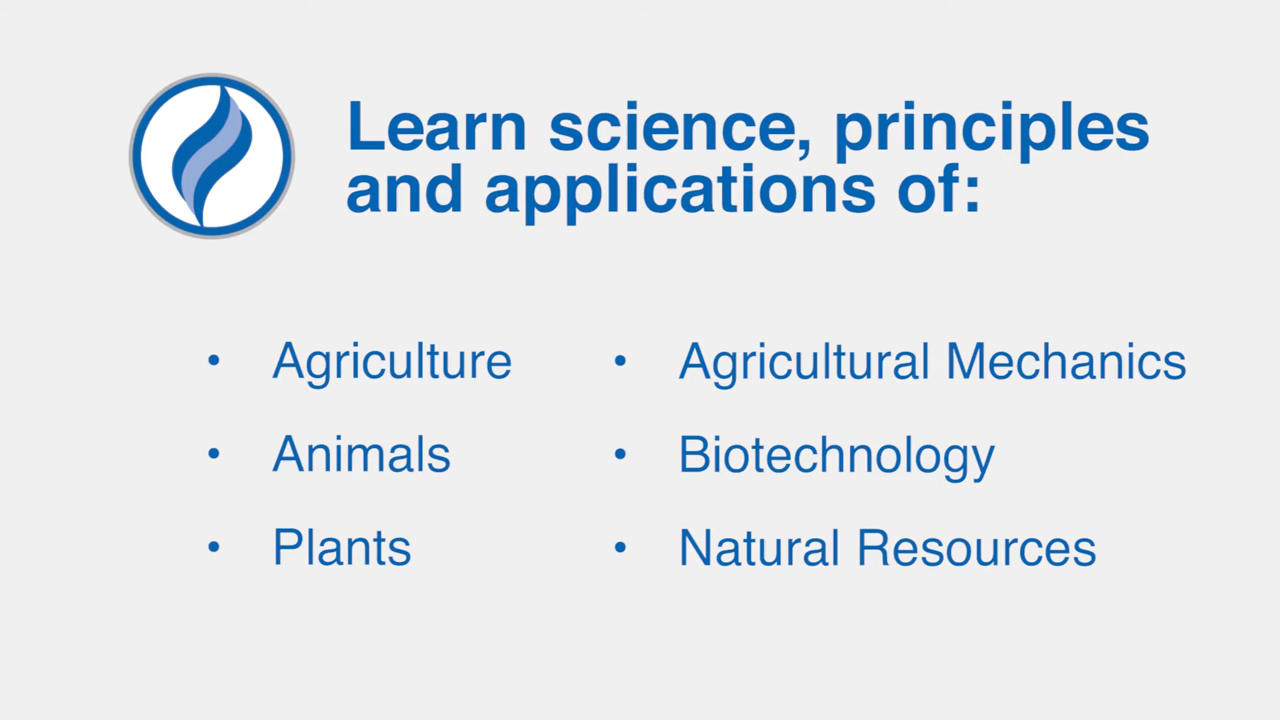 Learn science, principles
and applications of:
• Agriculture
• Animals
• Plants
• Agricultural Mechanics
• Biotechnology
• Natural Resources